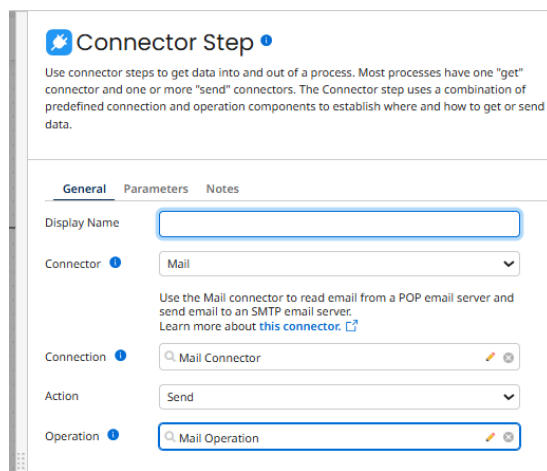 Connector Step
Use connector steps to get data into and out of a process. Most processes have one "get"
connector and one or more "send" connectors. The Connector step uses a combination of
predefined connection and operation components to establish where and how to get or send
data.
General Parameters Notes
Display Name
Connector Mail
Use the Mail connector to read email from a POP email server and
send email to an SMTP email server.
Learn more about this connector.
Connection Mail Connector
Action Send
Operation Mail Operation